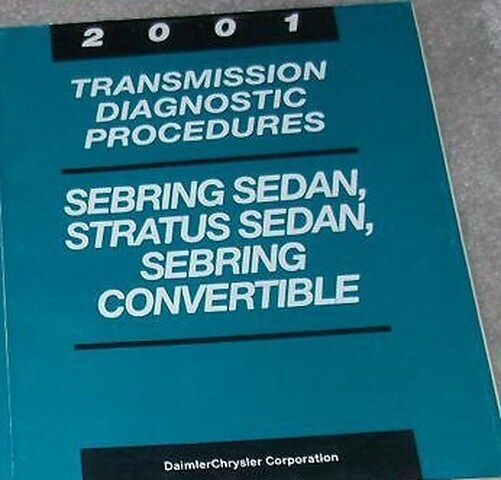 2001
TRANSMISSION
DIAGNOSTIC
PROCEDURES
SEBRING SEDAN,
STRATUS SEDAN,
SEBRING
CONVERTIBLE
DaimlerChrysler Corporation